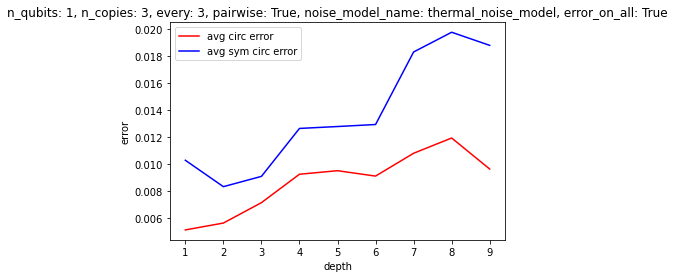 n_qubits: 1, n_copies: 3, every: 3, pairwise: True, noise_model_name: thermal_noise_model, error_on_all: True
avg circ error
avg sym circ error
error
0.020
0.018
0.016
0.014
0.012
0.010
0.008
0.006
1 2 3 4 5 6 7 8 9
depth